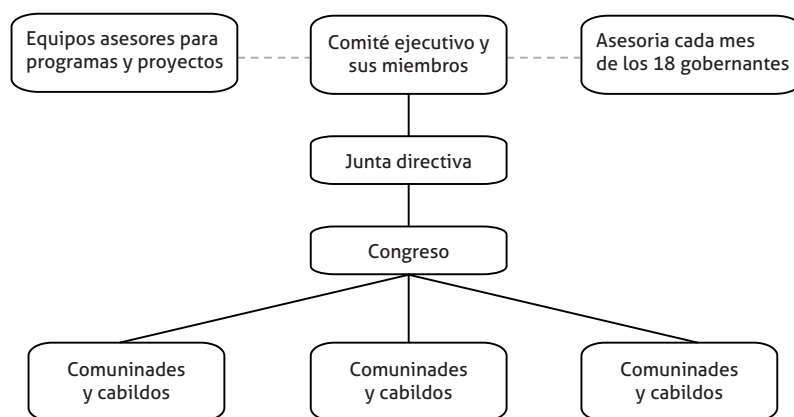 Equipos asesores para
programas y proyectos
Comité ejecutivo y
sus miembros
Asesoria cada mes
de los 18 gobernantes
Junta directiva
Congreso
Comuninades
y cabildos
Comuninades
y cabildos
Comuninades
y cabildos